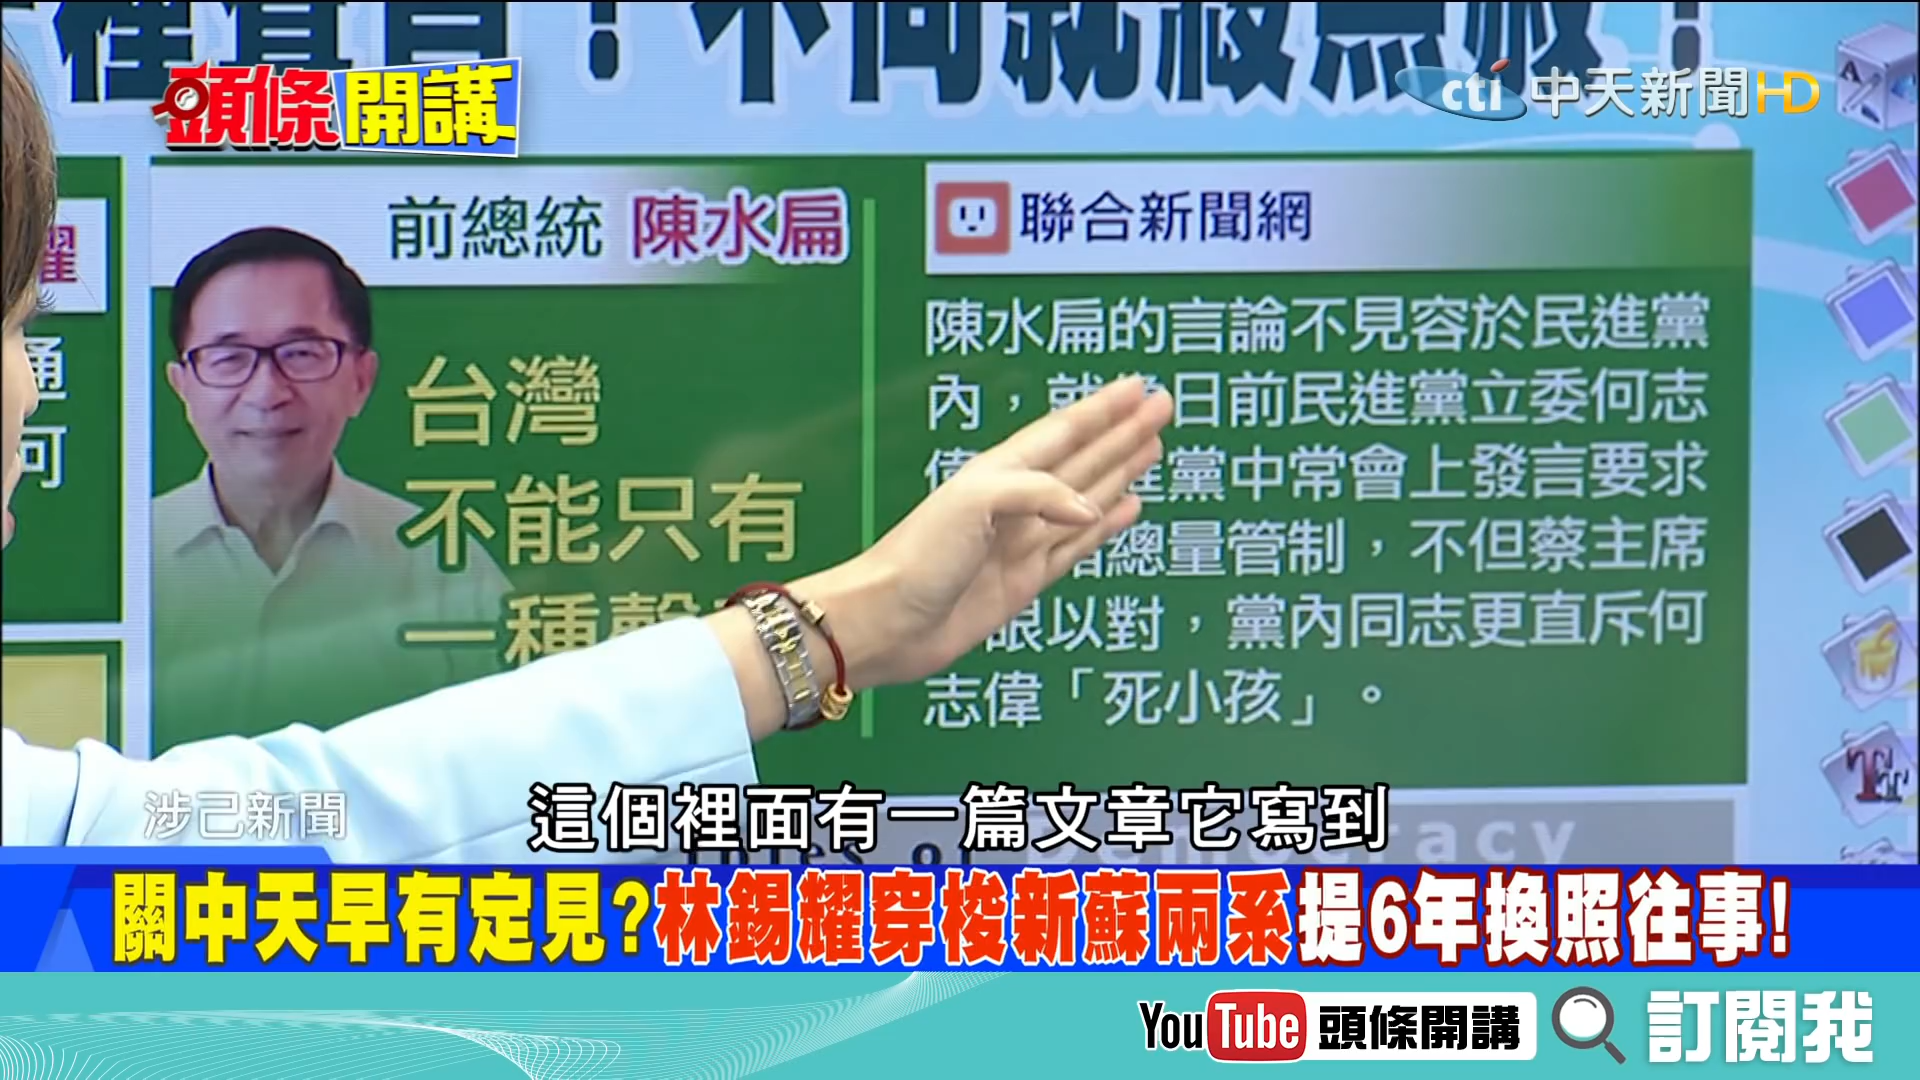 頭條開講
cti 中天新聞HD
前總統 陳水扁
台灣
不能只有
一種
聯合新聞網
陳水扁的言論不見容於民進黨
內，就像日前民進黨立委何志
黨中常會上發言要求
總量管制，不但蔡主席
眼以對，黨內同志更直斥何
志偉「死小孩」。
涉己新聞
這個裡面有一篇文章它寫到
關中天早有定見?林錫耀穿梭新蘇兩系提6年換照往事!
YouTube 頭條開講
訂閱我